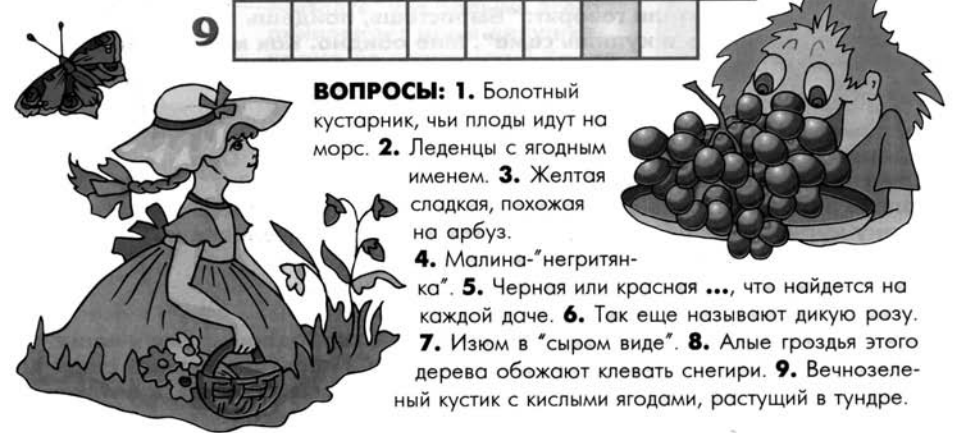 9
ВОПРОСЫ: 1. Болотный
кустарник, чьи плоды идут на
морс. 2. Леденцы с ягодным
именем. 3. Желтая
сладкая, похожая
на арбуз.
4. Малина-"негритян-
ка". 5. Черная или красная ..., что найдется на
каждой даче. 6. Так еще называют дикую розу.
7. Изюм в "сыром виде". 8. Алые гроздья этого
дерева обожают клевать снегири. 9. Вечнозеле-
ный кустик с кислыми ягодами, растущий в тундре.